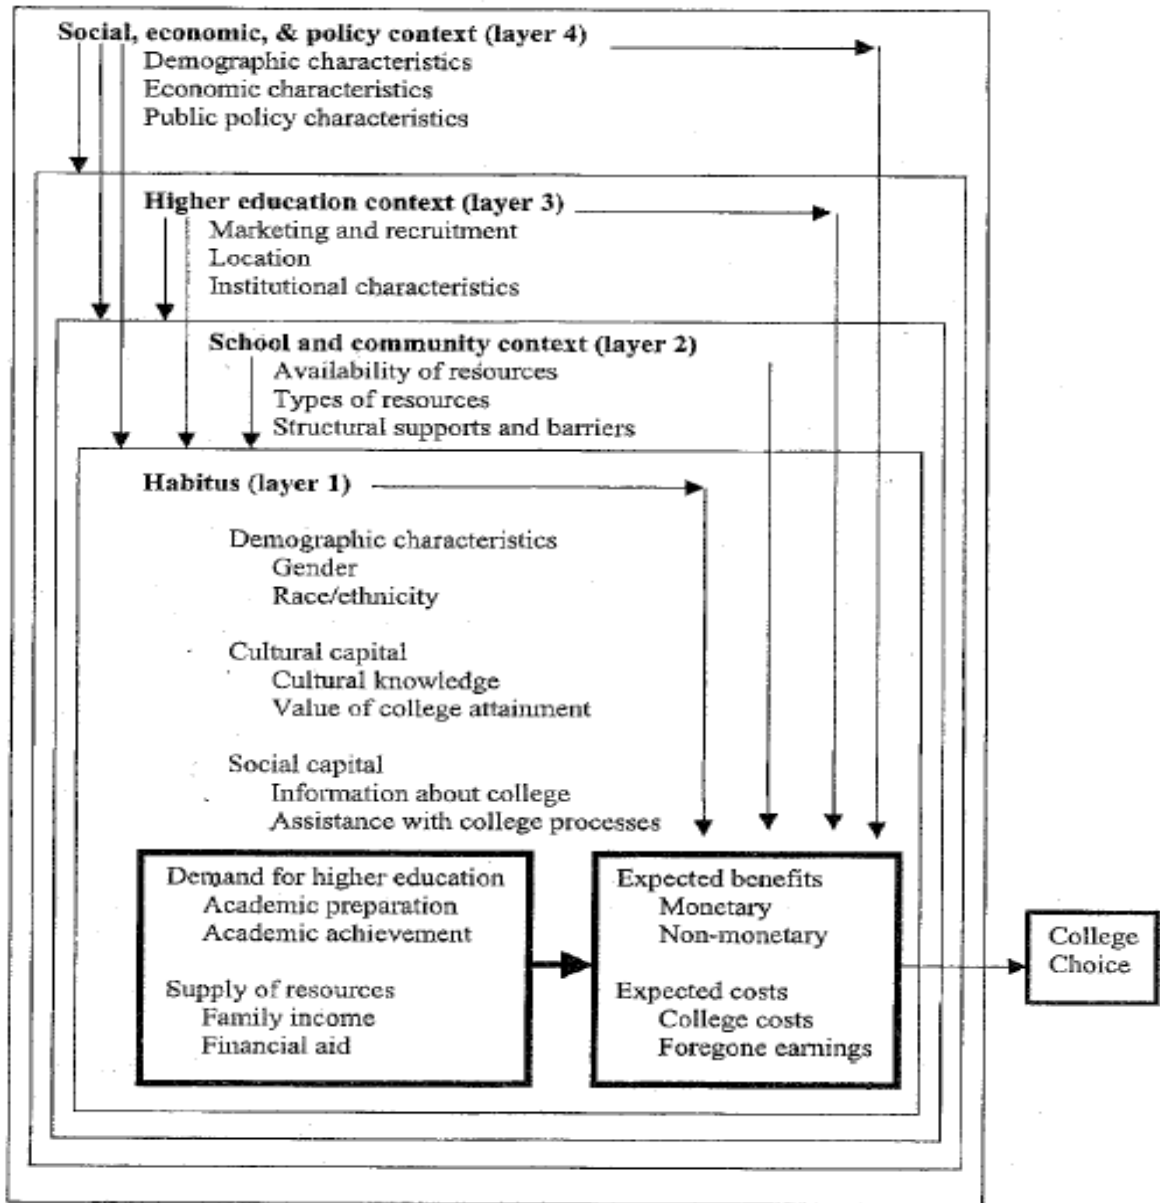 Social, economic, & policy context (layer 4)
Demographic characteristics
Economic characteristics
Public policy characteristics
Higher education context (layer 3)
Marketing and recruitment
Location
Institutional characteristics
School and community context (layer 2)
Availability of resources
Types of resources
Structural supports and barriers
Habitus (layer 1)
Demographic characteristics
Gender
Race/ethnicity
Cultural capital
Cultural knowledge
Value of college attainment
Social capital
Information about college
Assistance with college processes
Demand for higher education
Academic preparation
Academic achievement
Supply of resources
Family income
Financial aid
Expected benefits
Monetary
Non-monetary
Expected costs
College costs
Foregone earnings
College
Choice